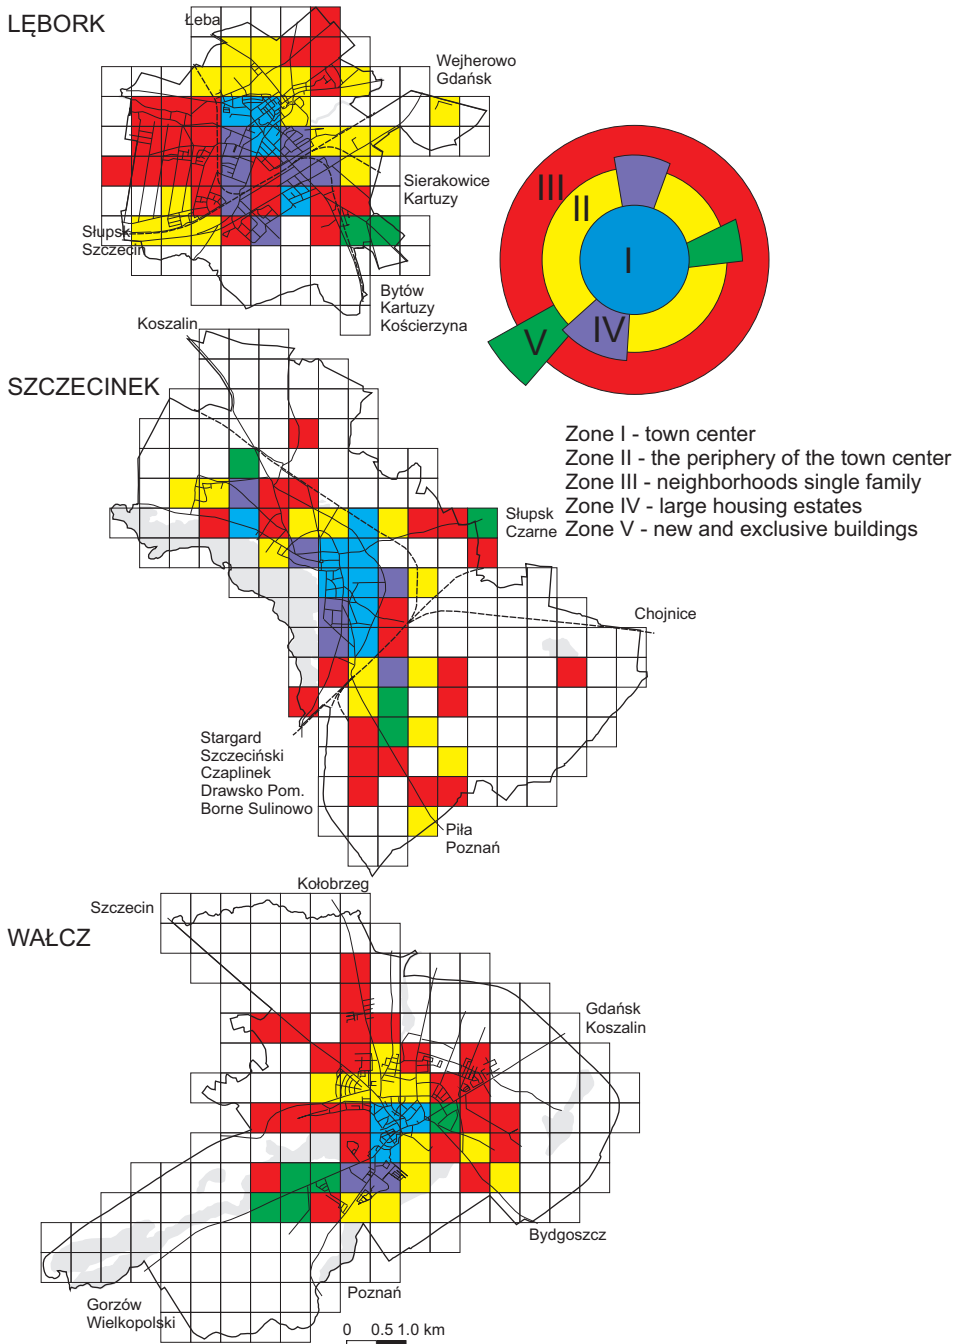 LĘBORK
Łeba
Wejherowo
Gdańsk
Sierakowice
Kartuzy
Słupsk
Szczecin
Bytów
Kartuzy
Kościerzyna
III
II
I
IV
V
Zone I - town center
Zone II - the periphery of the town center
Zone III - neighborhoods single family
Zone IV - large housing estates
Zone V - new and exclusive buildings
SZCZECINEK
Koszalin
Słupsk
Czarne
Chojnice
Stargard
Szczeciński
Czaplinek
Drawsko Pom.
Borne Sulinowo
Piła
Poznań
WAŁCZ
Kołobrzeg
Szczecin
Gdańsk
Koszalin
Bydgoszcz
Poznań
Gorzów
Wielkopolski
0 0.5 1.0 km